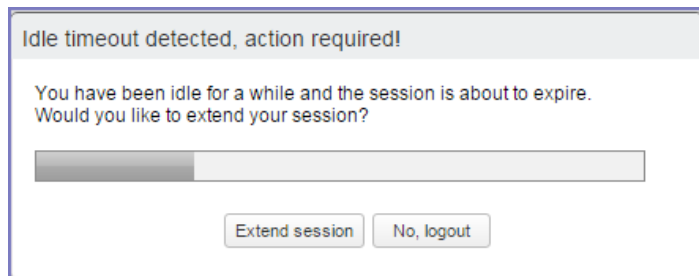 Idle timeout detected, action required!
You have been idle for a while and the session is about to expire.
Would you like to extend your session?
Extend session
No, logout